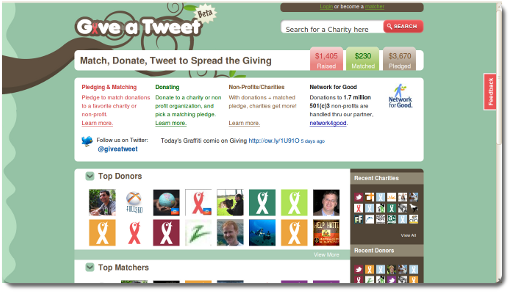 Give a Tweet
Beta
Login or become a matcher
Search for a Charity here
SEARCH
Match, Donate, Tweet to Spread the Giving
$1,405
Raised
$230
Matched
$3,670
Pledged
Feedback
Pledging & Matching
Pledge to match donations
to a favorite charity or
non-profit.
Learn more.
Donating
Donate to a charity or non
profit organization, and
pick a matching pledge.
Learn more.
Non-Profits/Charities
With donations + matched
pledge, charities get more!
Learn more.
Network for Good
Donations to 1.7 million
501(c)3 non-profits are
handled thru our partner,
network4good.
Network
for Good.
Follow us on Twitter:
@giveatweet
Today's Graffiti comic on Giving http://ow.ly/1U91O 5 days ago
Top Donors
View More
Top Matchers
Recent Charities
View All
Recent Donors